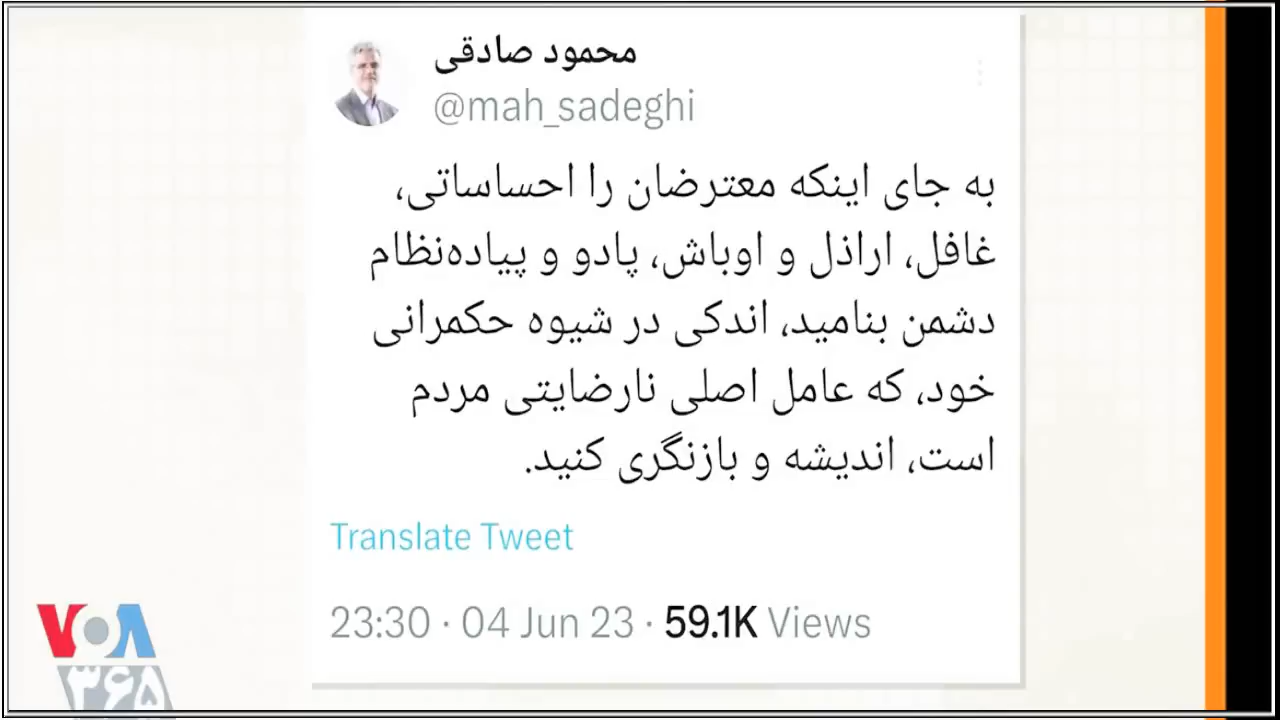 محمود صادقی
@mah_sadeghi
به جای اینکه معترضان را احساساتی،
غافل، اراذل و اوباش، پادو و پیاده‌نظام
دشمن بنامید، اندکی در شیوه حکمرانی
خود، که عامل اصلی نارضایتی مردم
است، اندیشه و بازنگری کنید.
Translate Tweet
23:30 · 04 Jun 23 · 59.1K Views
VOA
۳۶۵